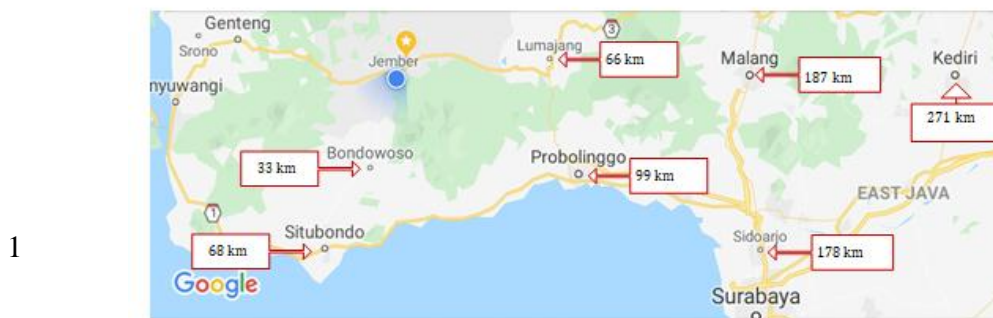 Genteng
Srono
Jember
Lumajang
3
66 km
Malang
187 km
Kediri
271 km
nyuwangi
33 km
Bondowoso
Probolinggo
99 km
EAST JAVA
1
Situbondo
68 km
Sidoarjo
178 km
1
Google
Surabaya